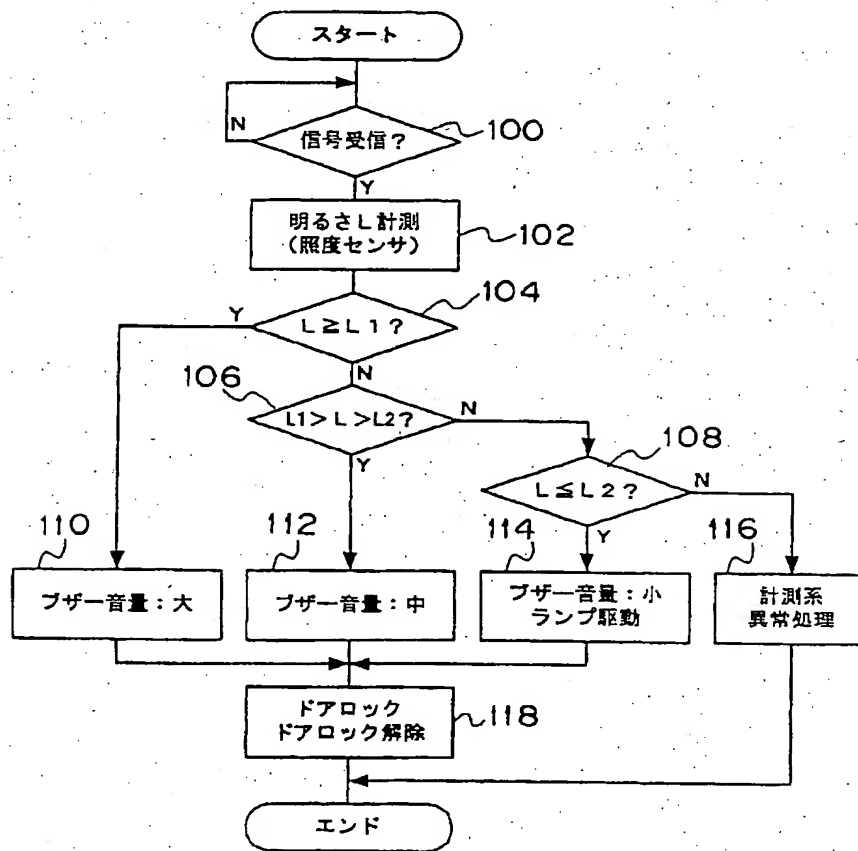 スタート
N
信号受信?
100
Y
明るさL計測
(照度センサ)
102
104
Y
L≧L1?
N
106
L1>L>L2?
N
Y
108
L≦L2?
N
Y
110
ブザー音量:大
112
ブザー音量:中
114
ブザー音量:小
ランプ駆動
116
計測系
異常処理
ドアロック
ドアロック解除
118
エンド